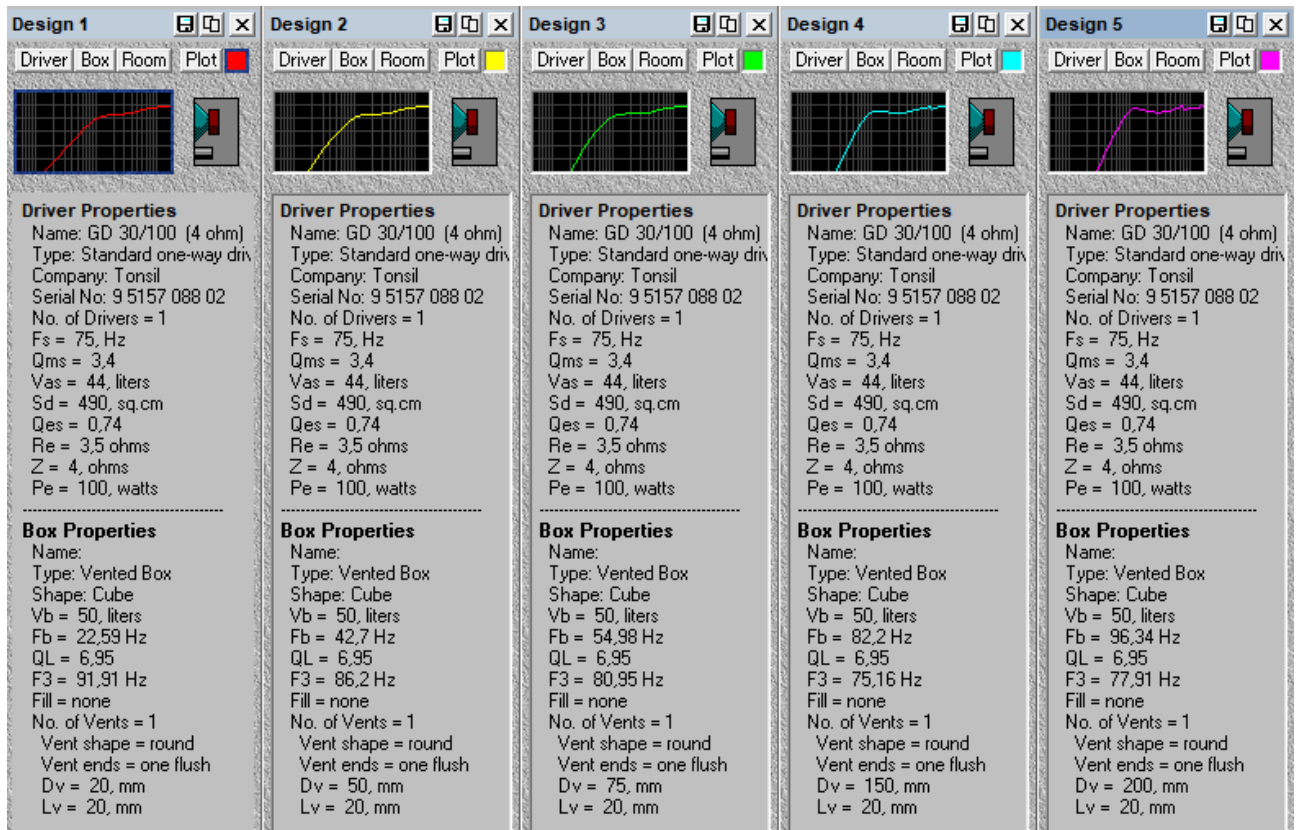 Design 1
Driver Box Room Plot
Driver Properties
Name: GD 30/100 (4 ohm)
Type: Standard one-way driv
Company: Tonsil
Serial No: 9 5157 088 02
No. of Drivers = 1
Fs = 75, Hz
Qms = 3,4
Vas = 44, liters
Sd = 490, sq.cm
Qes = 0,74
Re = 3,5 ohms
Z = 4, ohms
Pe = 100, watts
Box Properties
Name:
Type: Vented Box
Shape: Cube
Vb = 50, liters
Fb = 22,59 Hz
QL = 6,95
F3 = 91,91 Hz
Fill = none
No. of Vents = 1
Vent shape = round
Vent ends = one flush
Dv = 20, mm
Lv = 20, mm
Design 2
Driver Box Room Plot
Driver Properties
Name: GD 30/100 (4 ohm)
Type: Standard one-way driv
Company: Tonsil
Serial No: 9 5157 088 02
No. of Drivers = 1
Fs = 75, Hz
Qms = 3,4
Vas = 44, liters
Sd = 490, sq.cm
Qes = 0,74
Re = 3,5 ohms
Z = 4, ohms
Pe = 100, watts
Box Properties
Name:
Type: Vented Box
Shape: Cube
Vb = 50, liters
Fb = 42,7 Hz
QL = 6,95
F3 = 86,2 Hz
Fill = none
No. of Vents = 1
Vent shape = round
Vent ends = one flush
Dv = 50, mm
Lv = 20, mm
Design 3
Driver Box Room Plot
Driver Properties
Name: GD 30/100 (4 ohm)
Type: Standard one-way driv
Company: Tonsil
Serial No: 9 5157 088 02
No. of Drivers = 1
Fs = 75, Hz
Qms = 3,4
Vas = 44, liters
Sd = 490, sq.cm
Qes = 0,74
Re = 3,5 ohms
Z = 4, ohms
Pe = 100, watts
Box Properties
Name:
Type: Vented Box
Shape: Cube
Vb = 50, liters
Fb = 54,98 Hz
QL = 6,95
F3 = 80,95 Hz
Fill = none
No. of Vents = 1
Vent shape = round
Vent ends = one flush
Dv = 75, mm
Lv = 20, mm
Design 4
Driver Box Room Plot
Driver Properties
Name: GD 30/100 (4 ohm)
Type: Standard one-way driv
Company: Tonsil
Serial No: 9 5157 088 02
No. of Drivers = 1
Fs = 75, Hz
Qms = 3,4
Vas = 44, liters
Sd = 490, sq.cm
Qes = 0,74
Re = 3,5 ohms
Z = 4, ohms
Pe = 100, watts
Box Properties
Name:
Type: Vented Box
Shape: Cube
Vb = 50, liters
Fb = 82,2 Hz
QL = 6,95
F3 = 75,16 Hz
Fill = none
No. of Vents = 1
Vent shape = round
Vent ends = one flush
Dv = 150, mm
Lv = 20, mm
Design 5
Driver Box Room Plot
Driver Properties
Name: GD 30/100 (4 ohm)
Type: Standard one-way driv
Company: Tonsil
Serial No: 9 5157 088 02
No. of Drivers = 1
Fs = 75, Hz
Qms = 3,4
Vas = 44, liters
Sd = 490, sq.cm
Qes = 0,74
Re = 3,5 ohms
Z = 4, ohms
Pe = 100, watts
Box Properties
Name:
Type: Vented Box
Shape: Cube
Vb = 50, liters
Fb = 96,34 Hz
QL = 6,95
F3 = 77,91 Hz
Fill = none
No. of Vents = 1
Vent shape = round
Vent ends = one flush
Dv = 200, mm
Lv = 20, mm